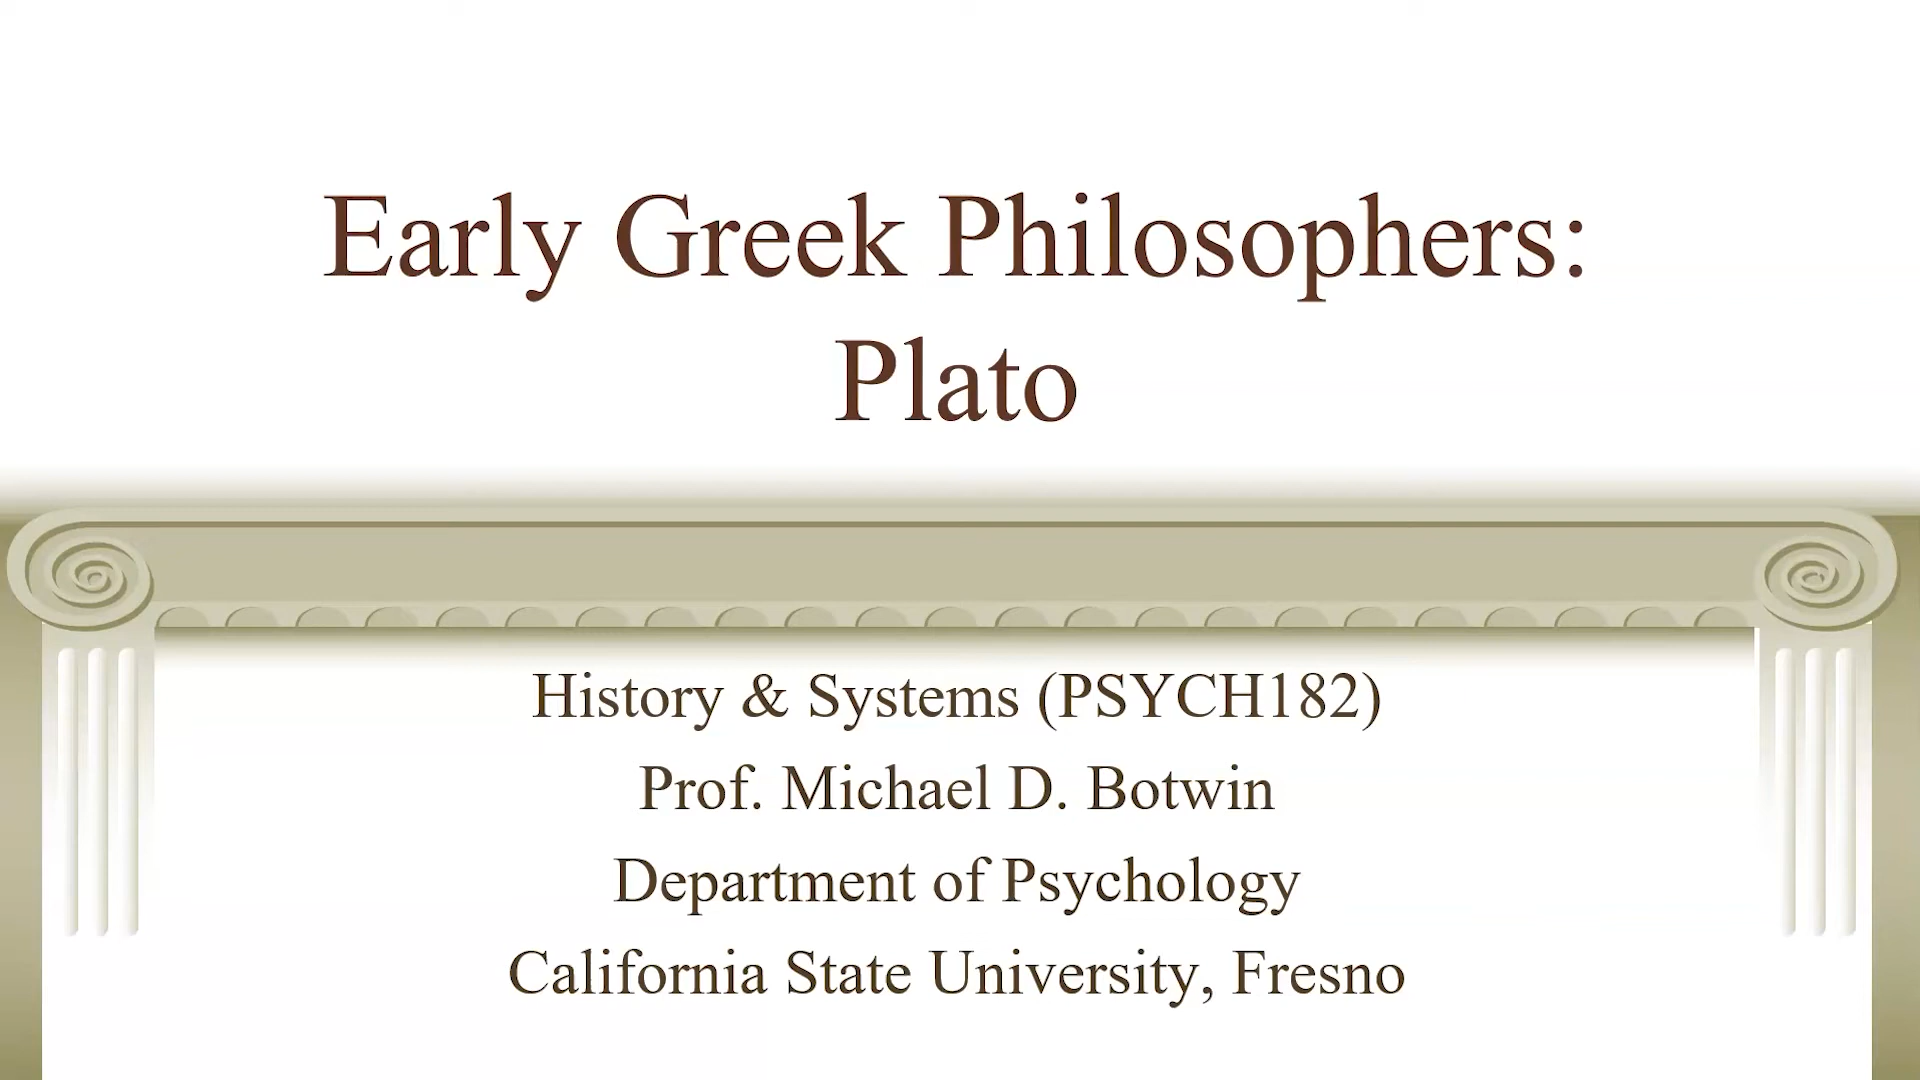 Early Greek Philosophers:
Plato
History & Systems (PSYCH182)
Prof. Michael D. Botwin
Department of Psychology
California State University, Fresno